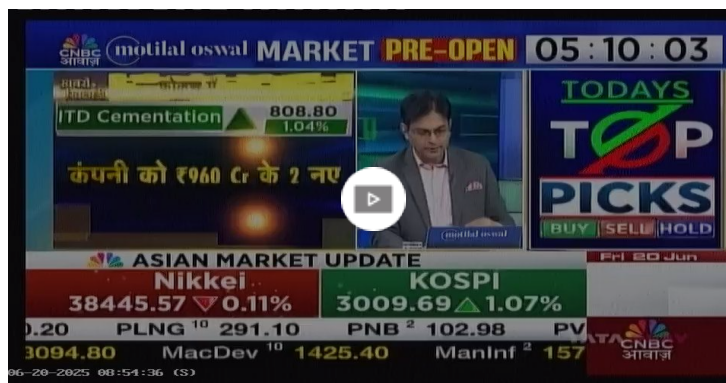 CNBC आवाज़ motilal oswal MARKET PRE-OPEN 05:10:03
ITD Cementation 808.80
1.04%
कंपनी को ₹960 Cr के 2 नए
motilal oswal
TODAYS
TOP
PICKS
BUY SELL HOLD
ASIAN MARKET UPDATE
Fri 20 Jun
Nikkei
38445.57 0.11%
KOSPI
3009.69 1.07%
0.20 PLNG 10 291.10 PNB 2 102.98 PV
3094.80 MacDev 10 1425.40 ManInf 2 157
CNBC
आवाज़
06-20-2025 08:54:36 (S)